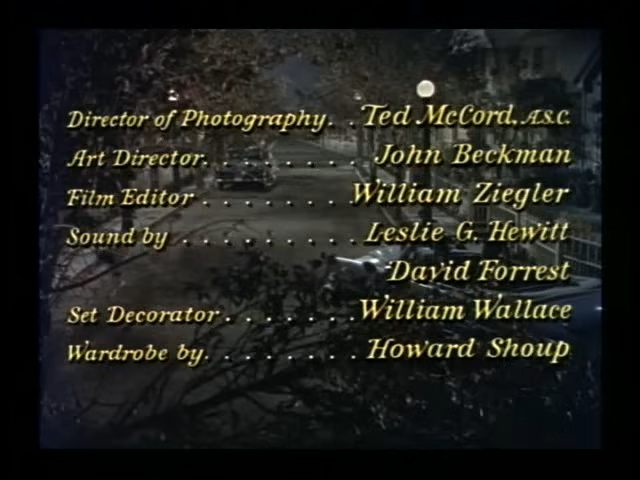 Director of Photography. . Ted McCord, A.S.C.
Art Director. . . . . . . . . John Beckman
Film Editor . . . . . . . . William Ziegler
Sound by . . . . . . . . . . Leslie G. Hewitt
David Forrest
Set Decorator . . . . . . . William Wallace
Wardrobe by. . . . . . . . . Howard Shoup